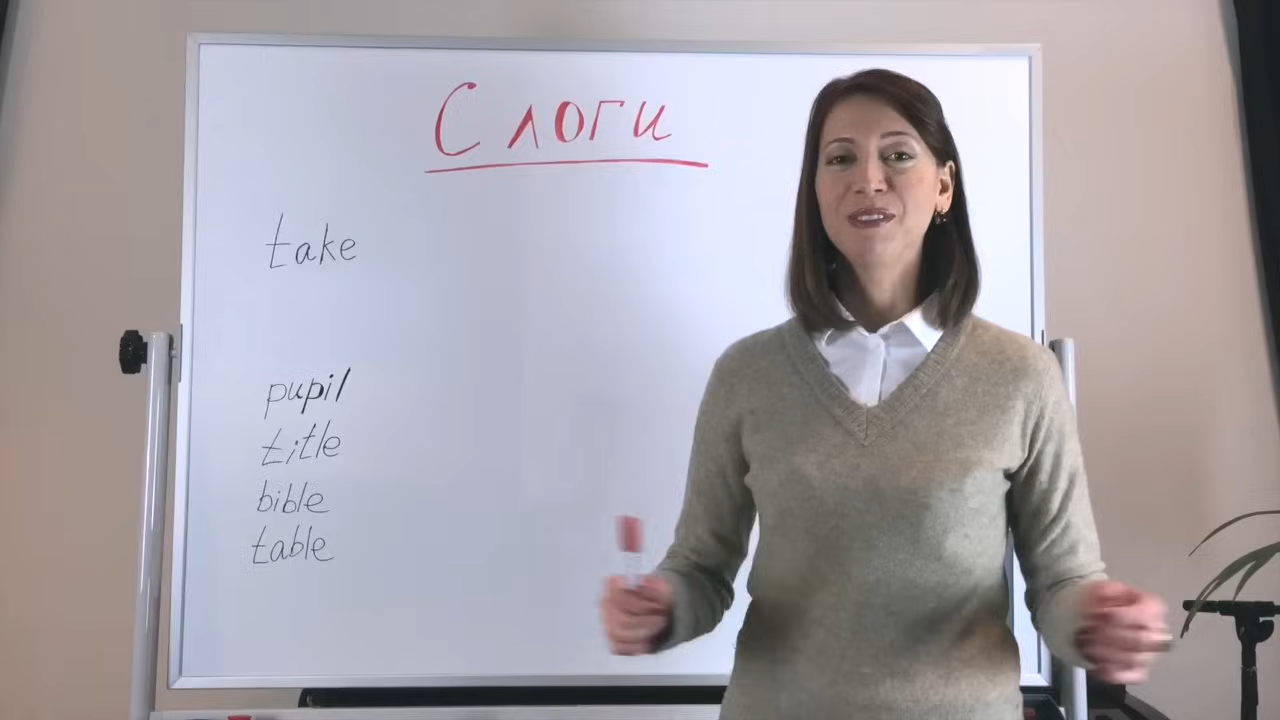 Слоги
take
pupil
title
bible
table